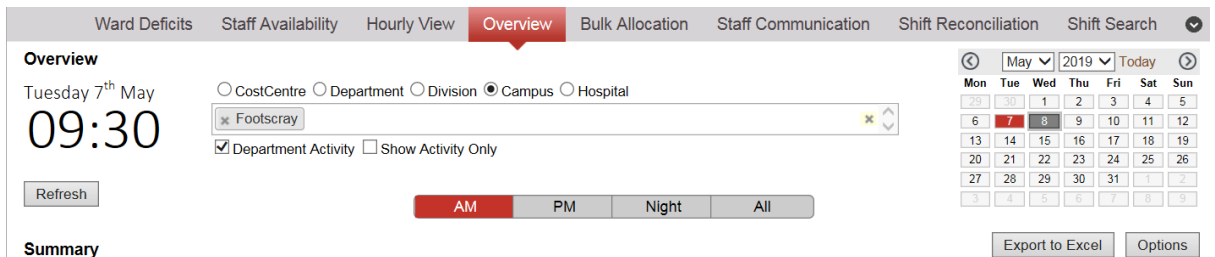 Ward Deficits Staff Availability Hourly View Overview Bulk Allocation Staff Communication Shift Reconciliation Shift Search
Overview
Tuesday 7th May
09:30
CostCentre Department Division Campus Hospital
Footscray
Department Activity Show Activity Only
Refresh
AM PM Night All
May 2019 Today
Mon Tue Wed Thu Fri Sat Sun
29 30 1 2 3 4 5
6 7 8 9 10 11 12
13 14 15 16 17 18 19
20 21 22 23 24 25 26
27 28 29 30 31 1 2
3 4 5 6 7 8 9
Export to Excel Options
Summary